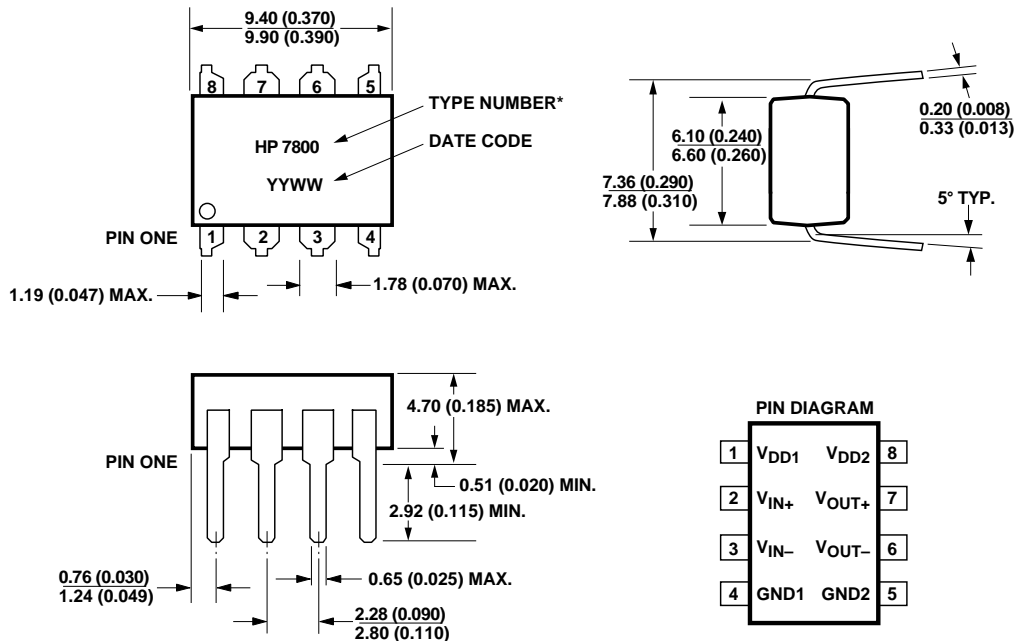 9.40 (0.370)
9.90 (0.390)
8 7 6 5
TYPE NUMBER*
HP 7800
DATE CODE
YYWW
PIN ONE
1 2 3 4
1.19 (0.047) MAX.
1.78 (0.070) MAX.
6.10 (0.240)
6.60 (0.260)
7.36 (0.290)
7.88 (0.310)
0.20 (0.008)
0.33 (0.013)
5° TYP.
4.70 (0.185) MAX.
PIN ONE
0.51 (0.020) MIN.
2.92 (0.115) MIN.
0.76 (0.030)
1.24 (0.049)
0.65 (0.025) MAX.
2.28 (0.090)
2.80 (0.110)
PIN DIAGRAM
1 VDD1 VDD2 8
2 VIN+ VOUT+ 7
3 VIN– VOUT– 6
4 GND1 GND2 5